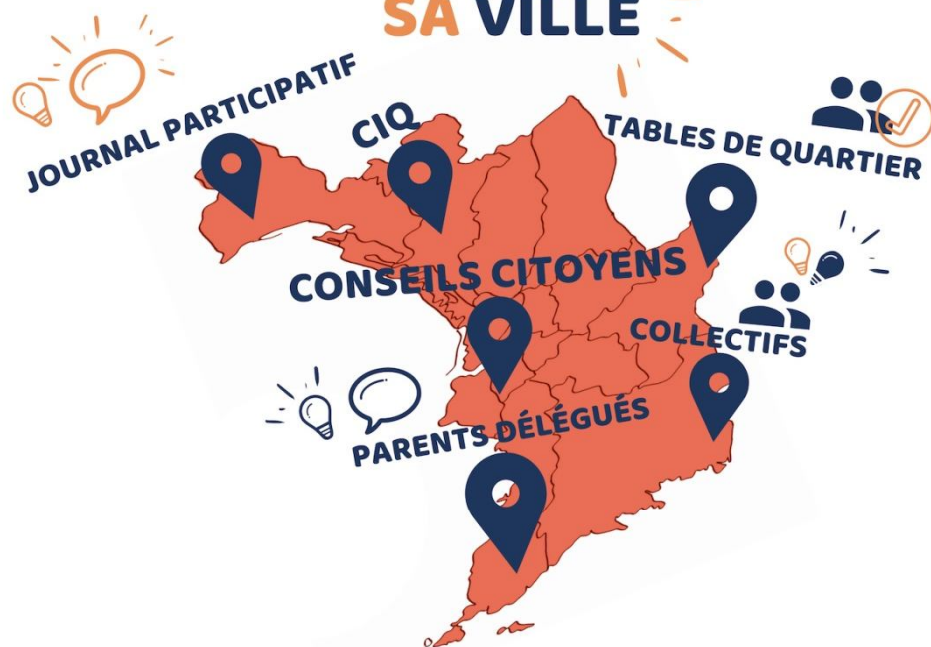 SA VILLE
JOURNAL PARTICIPATIF
CIQ
TABLES DE QUARTIER
CONSEILS CITOYENS
COLLECTIFS
PARENTS DÉLÉGUÉS